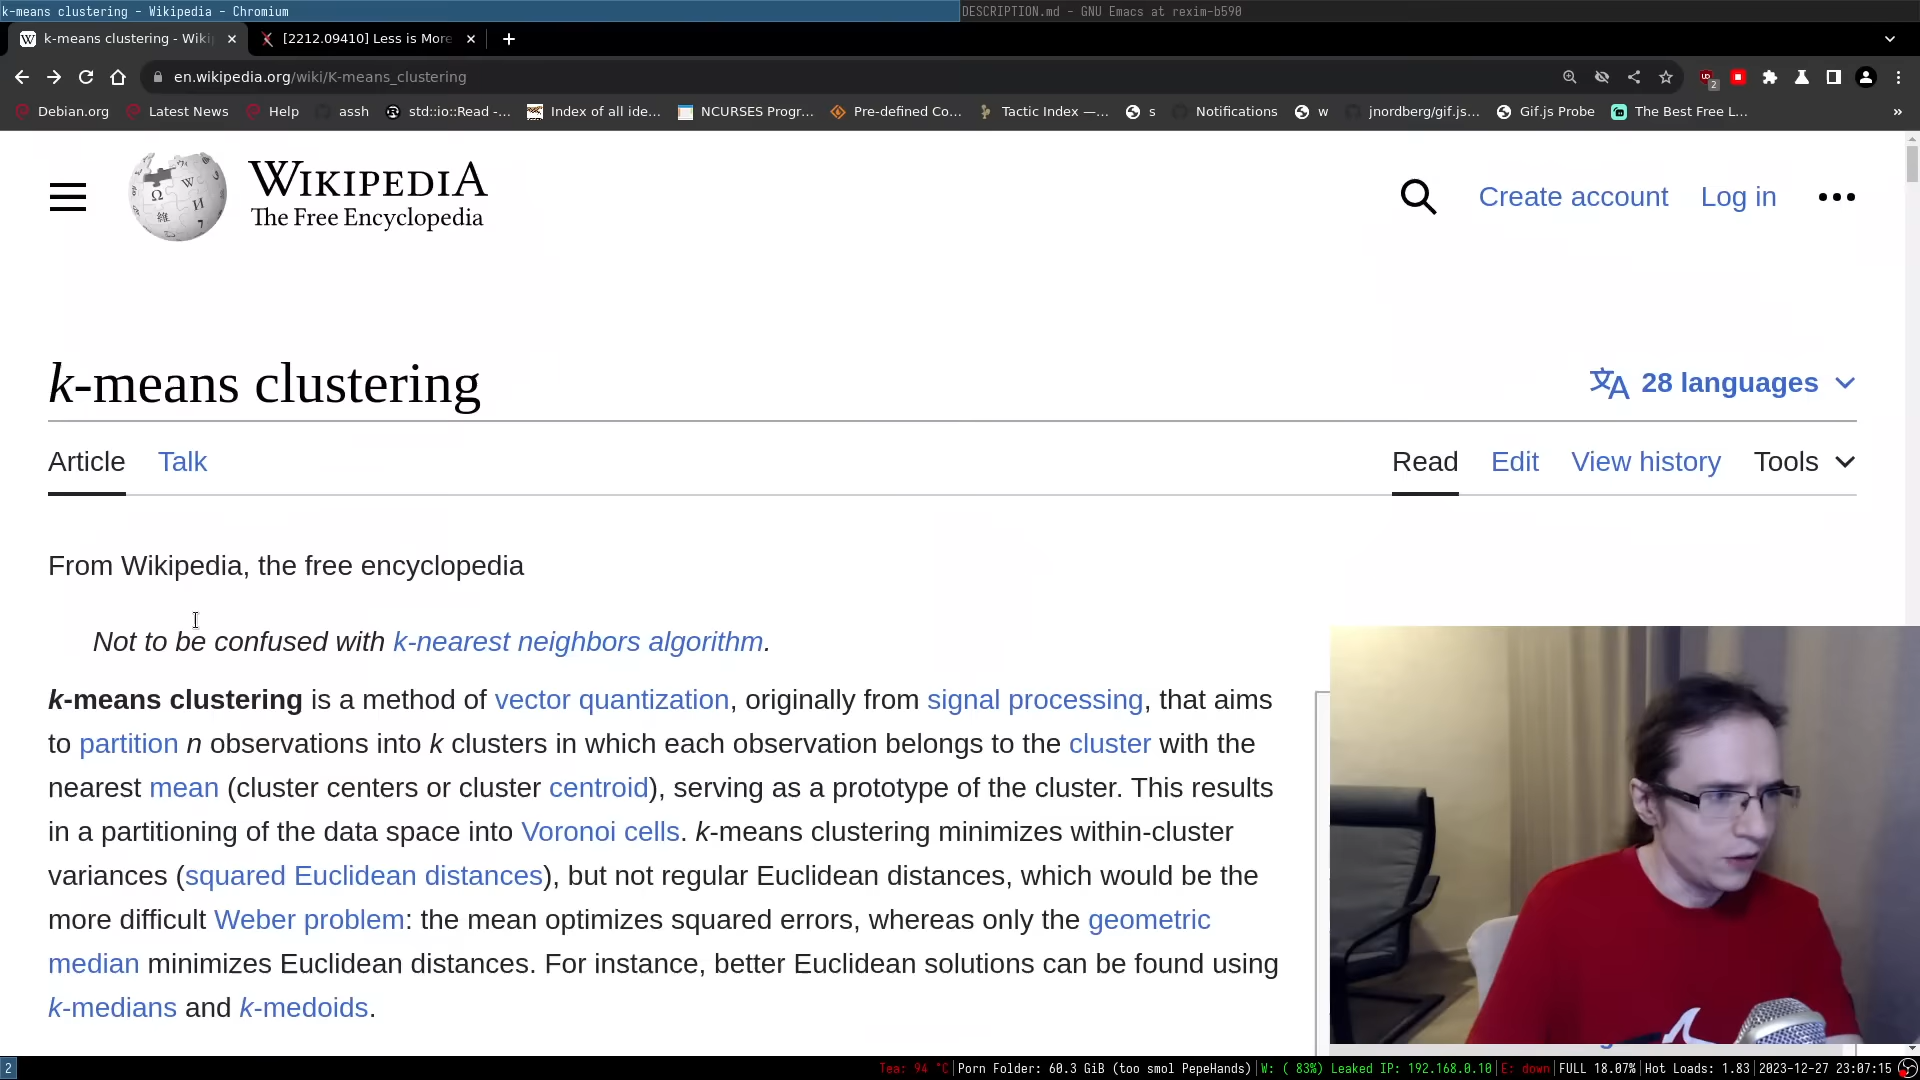 k-means clustering - Wikipedia - Chromium
DESCRIPTION.md - GNU Emacs at rexim-b590
k-means clustering - Wiki
[2212.09410] Less is More
en.wikipedia.org/wiki/K-means_clustering
2
Debian.org
Latest News
Help
assh
std::io::Read -...
Index of all ide...
NCURSES Progr...
Pre-defined Co...
Tactic Index —...
s
Notifications
w
jnordberg/gif.js...
Gif.js Probe
The Best Free L...
»
WIKIPEDIA
The Free Encyclopedia
Create account
Log in
k-means clustering
28 languages
Article
Talk
Read
Edit
View history
Tools
From Wikipedia, the free encyclopedia
Not to be confused with k-nearest neighbors algorithm.
k-means clustering is a method of vector quantization, originally from signal processing, that aims
to partition n observations into k clusters in which each observation belongs to the cluster with the
nearest mean (cluster centers or cluster centroid), serving as a prototype of the cluster. This results
in a partitioning of the data space into Voronoi cells. k-means clustering minimizes within-cluster
variances (squared Euclidean distances), but not regular Euclidean distances, which would be the
more difficult Weber problem: the mean optimizes squared errors, whereas only the geometric
median minimizes Euclidean distances. For instance, better Euclidean solutions can be found using
k-medians and k-medoids.
2
Tea: 94 °C|Porn Folder: 60.3 GiB (too smol PepeHands)|W: ( 83%) Leaked IP: 192.168.0.10|E: down|FULL 18.07%|Hot Loads: 1.83|2023-12-27 23:07:15